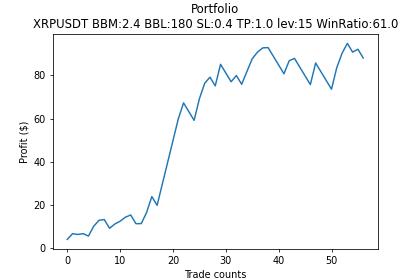 Portfolio
XRPUSDT BBM:2.4 BBL:180 SL:0.4 TP:1.0 lev:15 WinRatio:61.0
80
60
40
20
0
Profit ($)
0 10 20 30 40 50
Trade counts